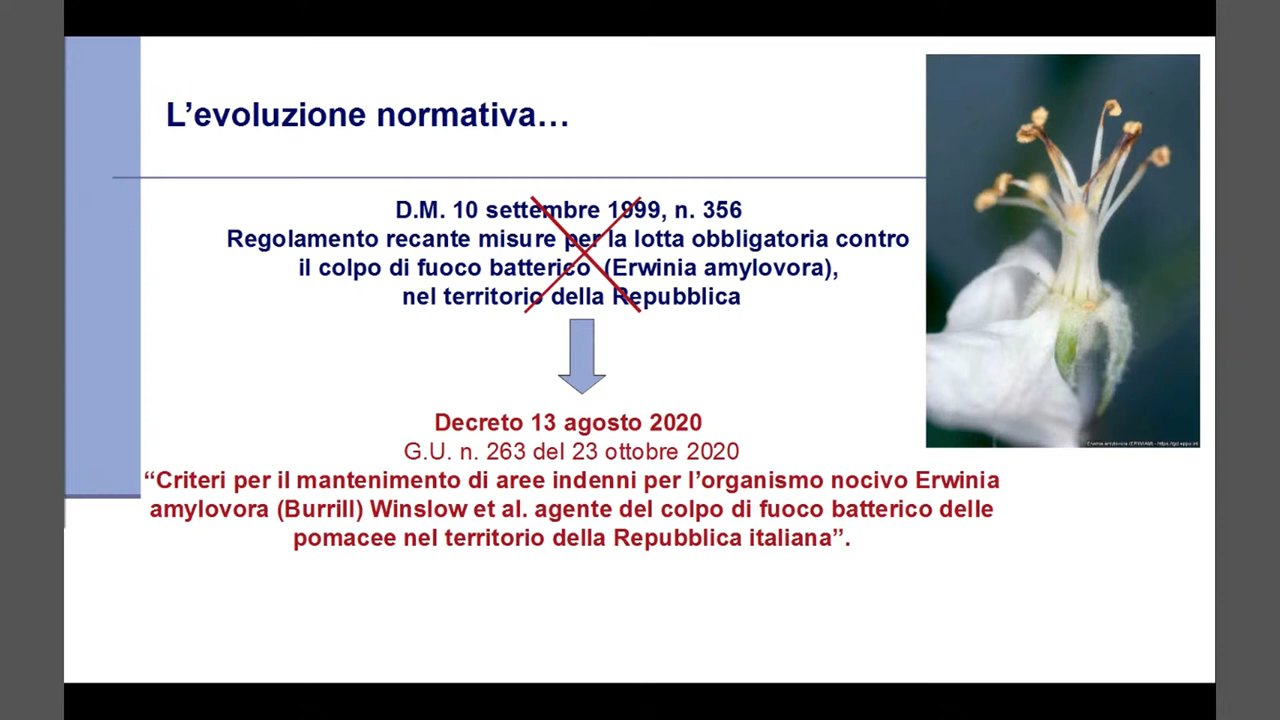 L’evoluzione normativa…
D.M. 10 settembre 1999, n. 356
Regolamento recante misure per la lotta obbligatoria contro
il colpo di fuoco batterico (Erwinia amylovora),
nel territorio della Repubblica
Decreto 13 agosto 2020
G.U. n. 263 del 23 ottobre 2020
“Criteri per il mantenimento di aree indenni per l’organismo nocivo Erwinia
amylovora (Burrill) Winslow et al. agente del colpo di fuoco batterico delle
pomacee nel territorio della Repubblica italiana”.